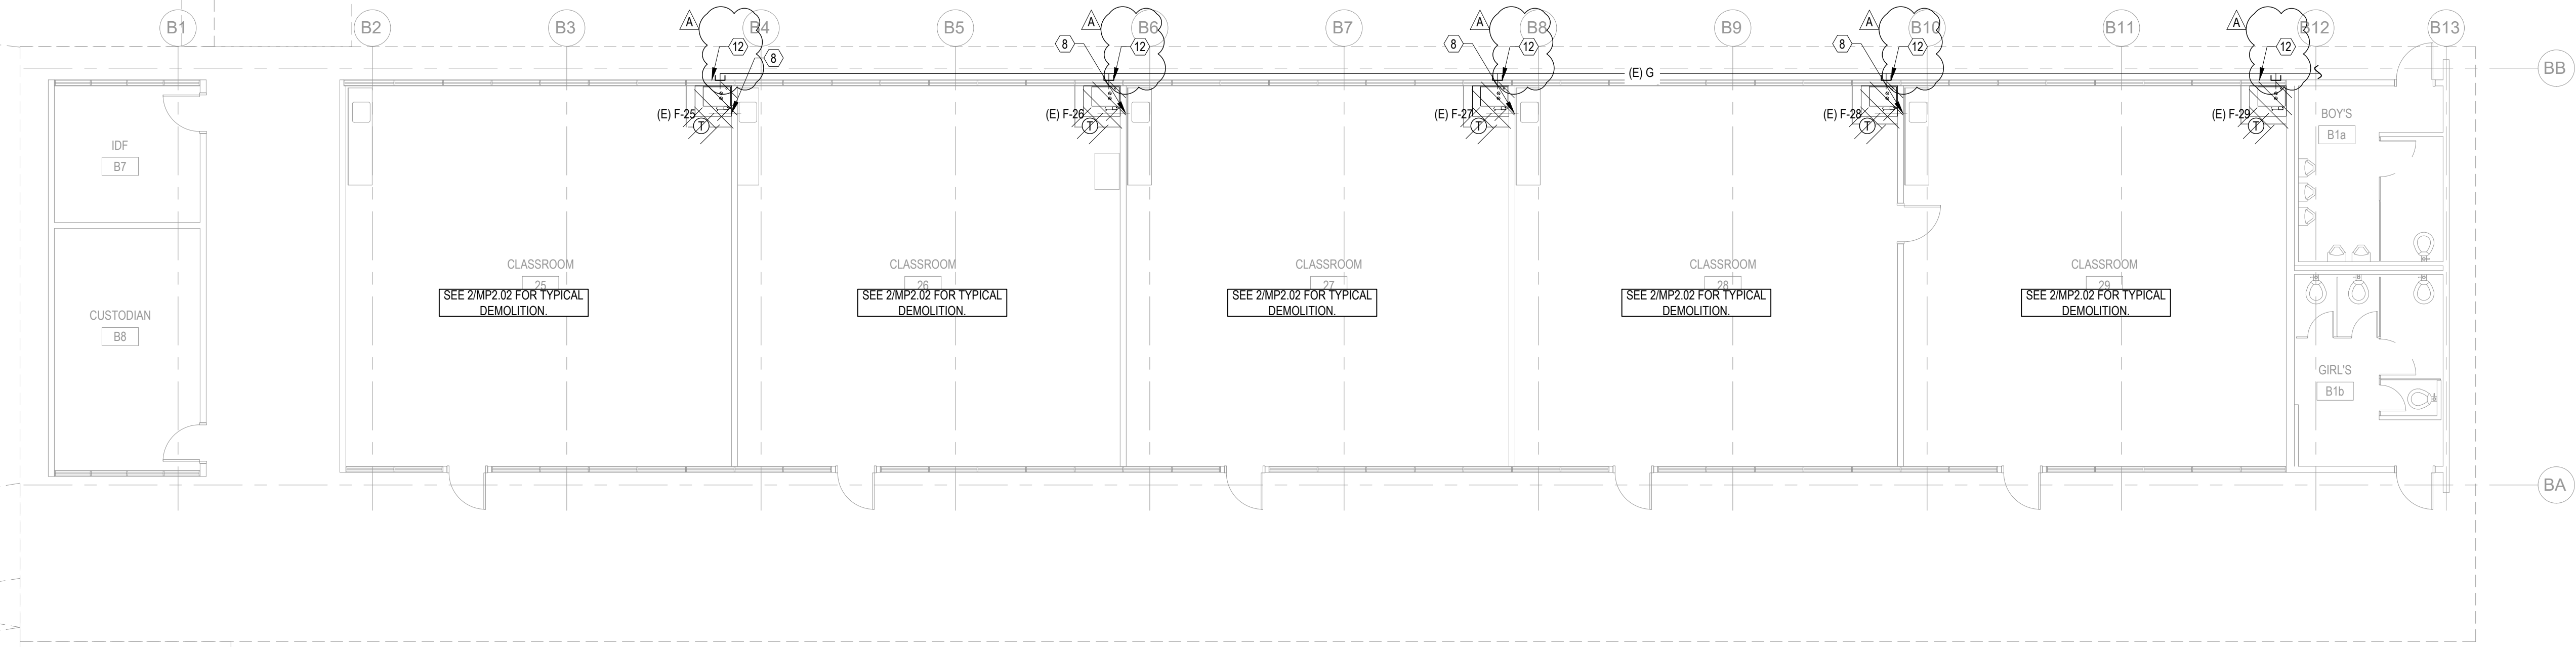 B1
B2
B3
B4
B5
B6
B7
B8
B9
B10
B11
B12
B13
A
A
A
A
A
12
12
12
12
12
8
8
8
8
(E) G
BB
(E) F-25
(E) F-26
(E) F-27
(E) F-28
(E) F-29
T
T
T
T
T
IDF
B7
BOY'S
B1a
CLASSROOM
25
SEE 2/MP2.02 FOR TYPICAL
DEMOLITION.
CLASSROOM
26
SEE 2/MP2.02 FOR TYPICAL
DEMOLITION.
CLASSROOM
27
SEE 2/MP2.02 FOR TYPICAL
DEMOLITION.
CLASSROOM
28
SEE 2/MP2.02 FOR TYPICAL
DEMOLITION.
CLASSROOM
29
SEE 2/MP2.02 FOR TYPICAL
DEMOLITION.
CUSTODIAN
B8
GIRL'S
B1b
BA